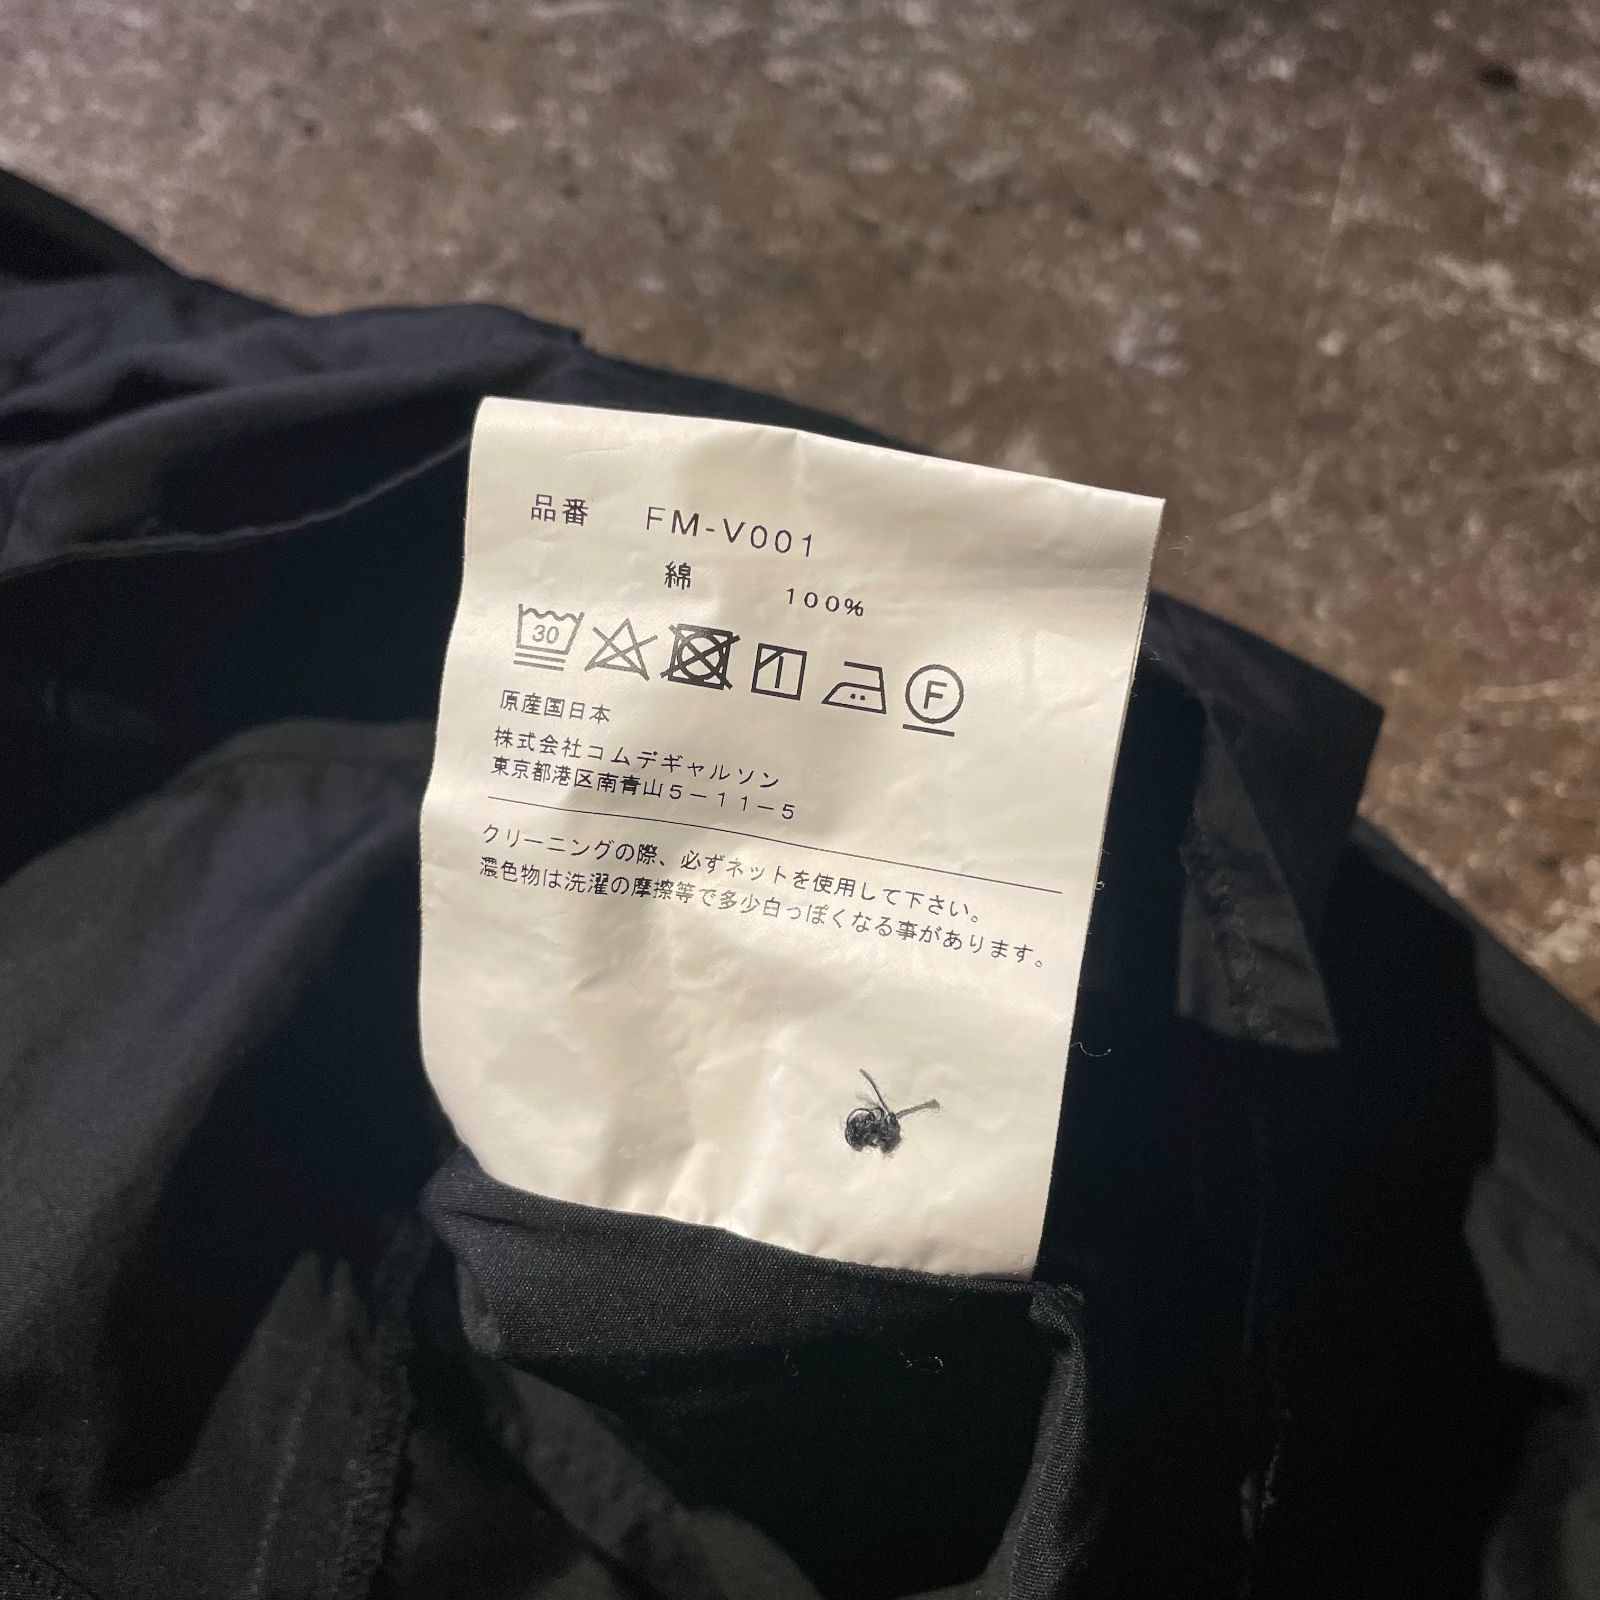 品番 FM-V001
綿 100%
30 1 F
原産国日本
株式会社コムデギャルソン
東京都港区南青山5-11-5
クリーニングの際、必ずネットを使用して下さい。
濃色物は洗濯の摩擦等で多少白っぽくなる事があります。